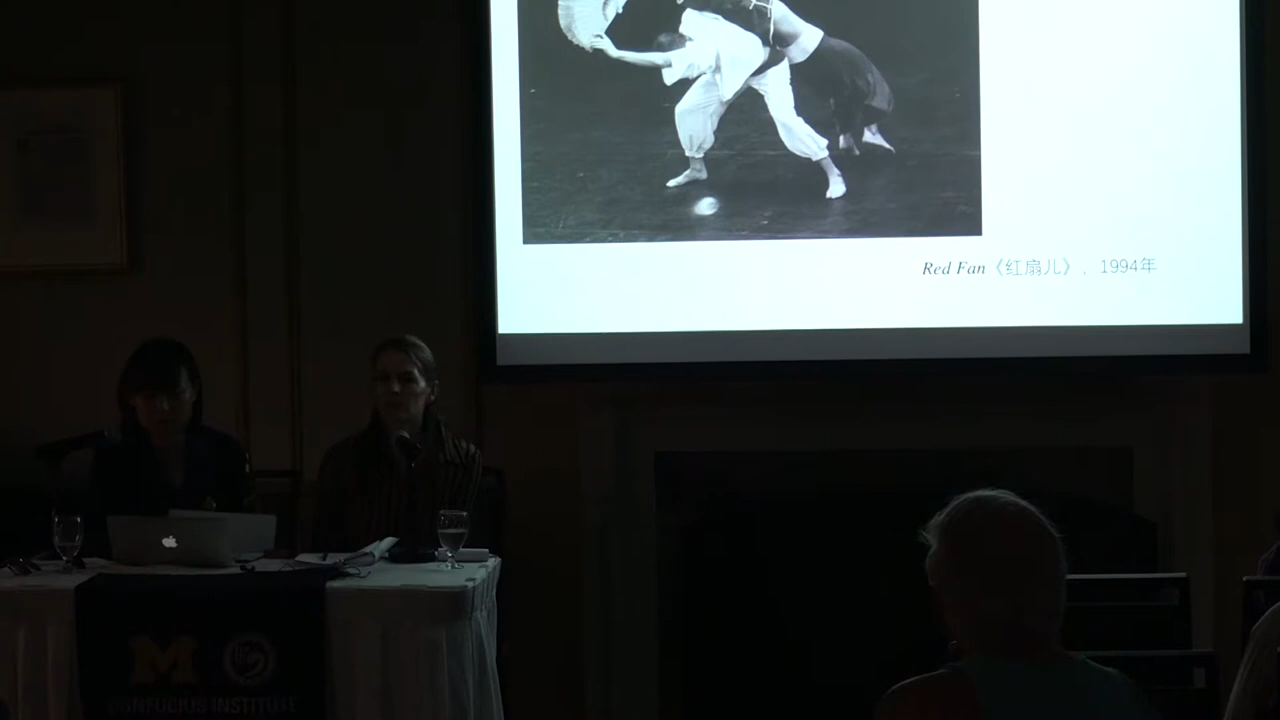 Red Fan《红扇儿》, 1994年
M
CONFUCIUS INSTITUTE